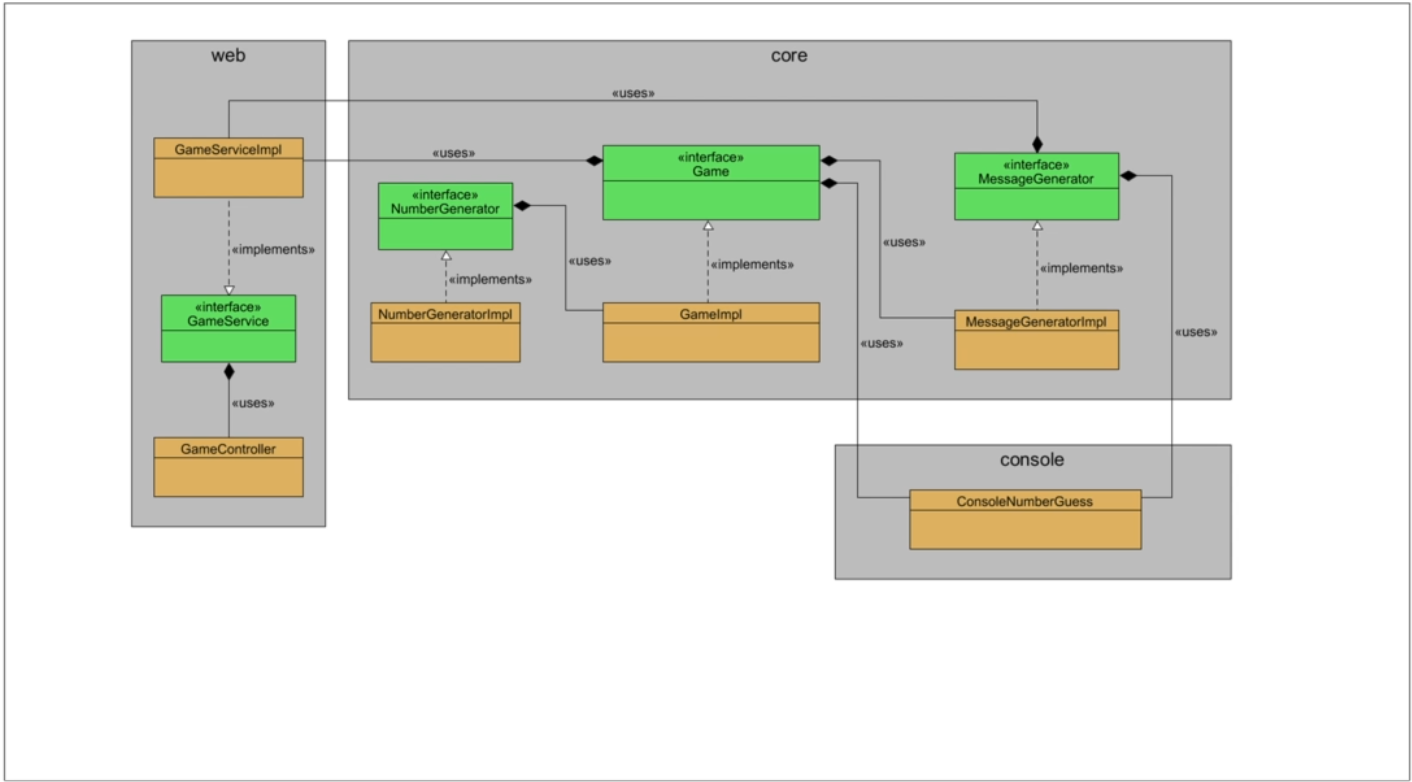 web
core
«uses»
GameServiceImpl
«uses»
«interface»
Game
«interface»
MessageGenerator
«interface»
NumberGenerator
«implements»
«uses»
«implements»
«uses»
«implements»
«implements»
«interface»
GameService
NumberGeneratorImpl
GameImpl
MessageGeneratorImpl
«uses»
«uses»
«uses»
GameController
console
ConsoleNumberGuess